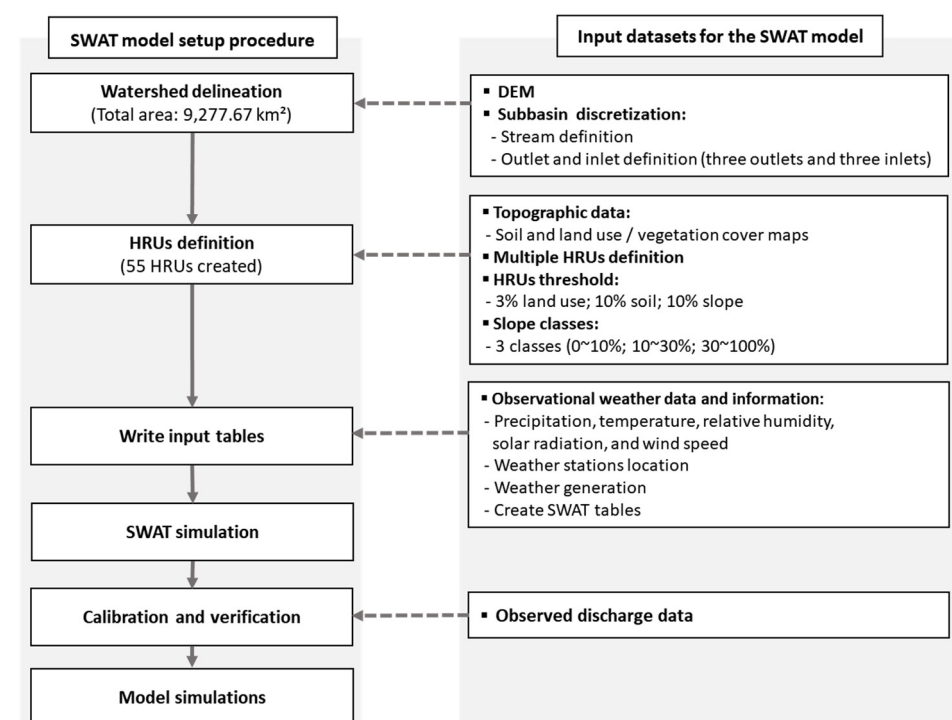 SWAT model setup procedure
Watershed delineation
(Total area: 9,277.67 km²)
HRUs definition
(55 HRUs created)
Write input tables
SWAT simulation
Calibration and verification
Model simulations
Input datasets for the SWAT model
▪ DEM
▪ Subbasin discretization:
- Stream definition
- Outlet and inlet definition (three outlets and three inlets)
▪ Topographic data:
- Soil and land use / vegetation cover maps
▪ Multiple HRUs definition
▪ HRUs threshold:
- 3% land use; 10% soil; 10% slope
▪ Slope classes:
- 3 classes (0~10%; 10~30%; 30~100%)
▪ Observational weather data and information:
- Precipitation, temperature, relative humidity,
solar radiation, and wind speed
- Weather stations location
- Weather generation
- Create SWAT tables
▪ Observed discharge data